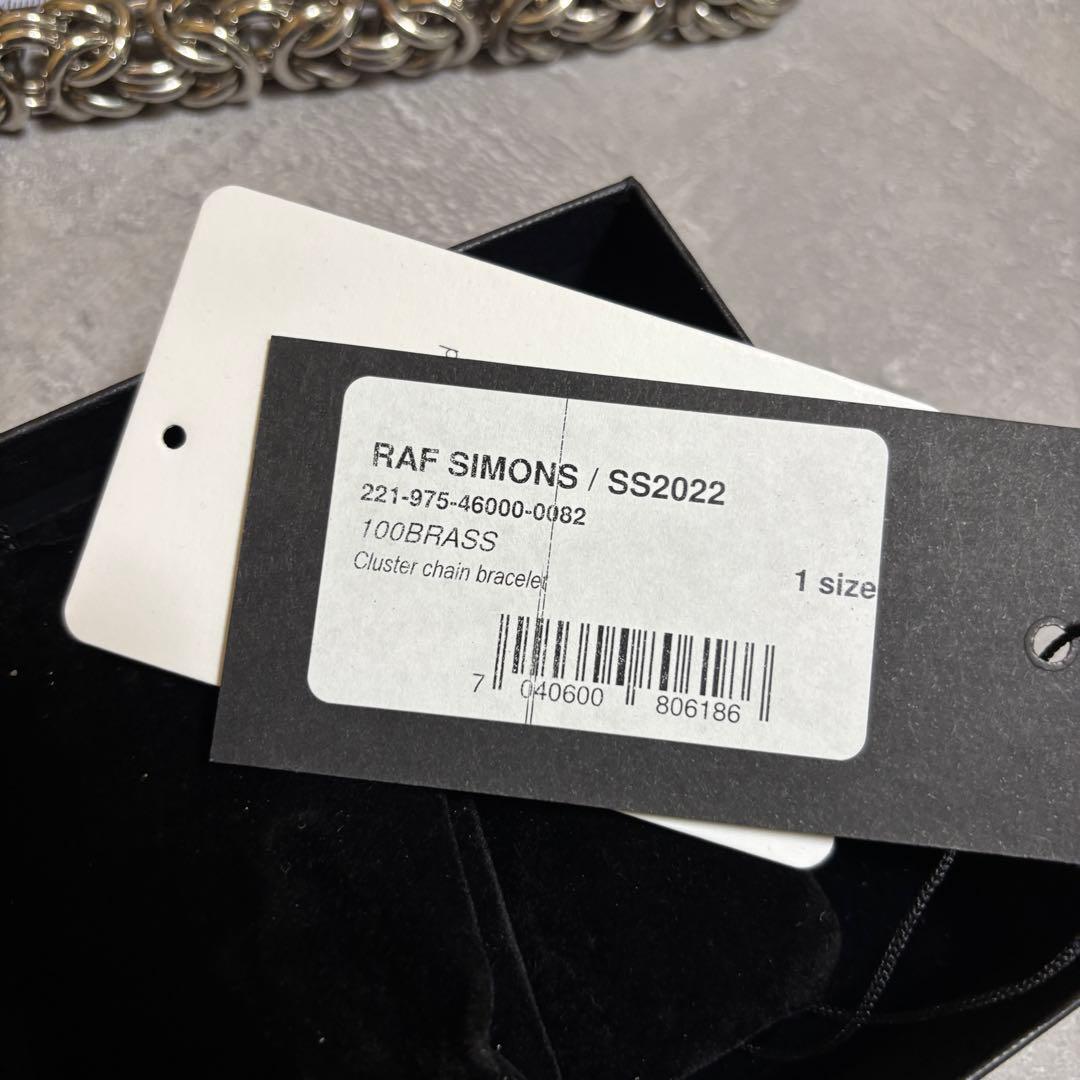 RAF SIMONS / SS2022
221-975-46000-0082
100BRASS
Cluster chain bracelet
1 size
7 040600 806186